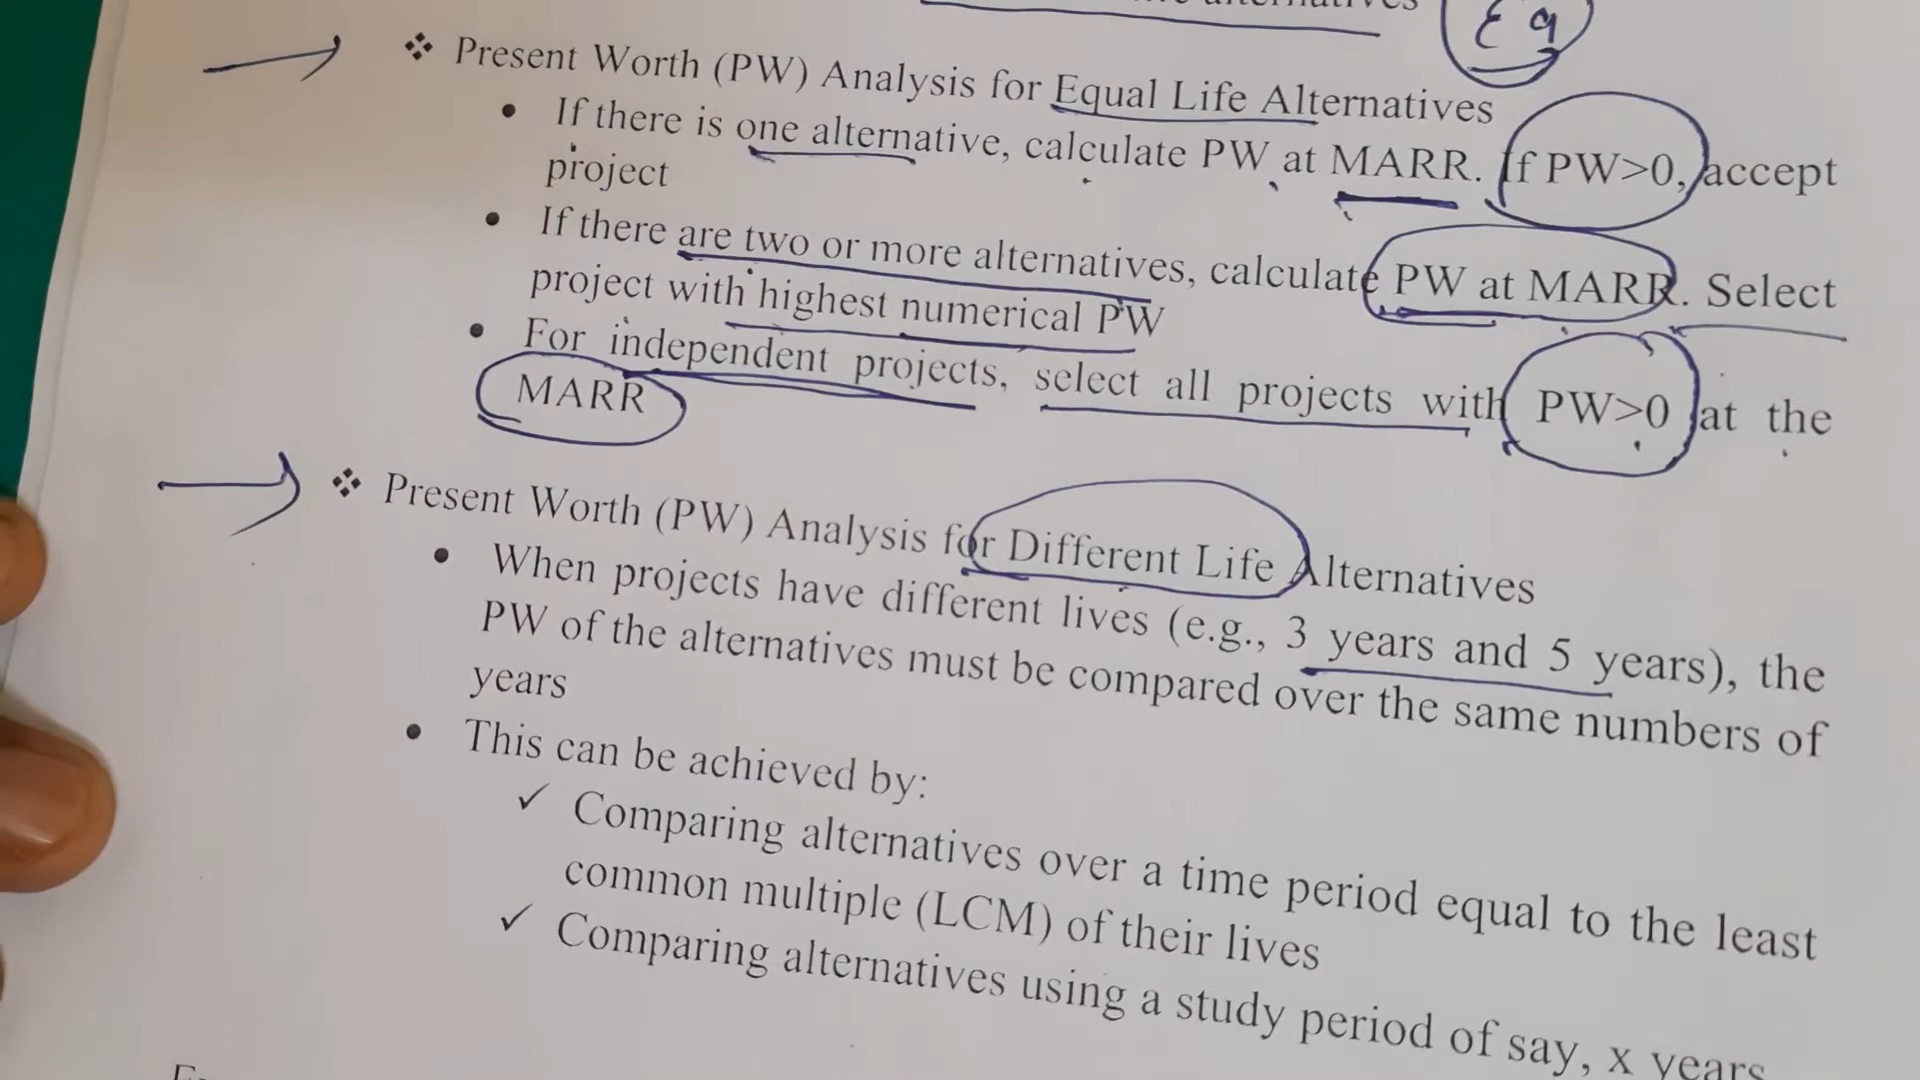 alternatives
Eq
❖ Present Worth (PW) Analysis for Equal Life Alternatives
• If there is one alternative, calculate PW at MARR. If PW>0, accept
project
• If there are two or more alternatives, calculate PW at MARR. Select
project with highest numerical PW
• For independent projects, select all projects with PW>0 at the
MARR
❖ Present Worth (PW) Analysis for Different Life Alternatives
• When projects have different lives (e.g., 3 years and 5 years), the
PW of the alternatives must be compared over the same numbers of
years
• This can be achieved by:
✓ Comparing alternatives over a time period equal to the least
common multiple (LCM) of their lives
✓ Comparing alternatives using a study period of say, x years